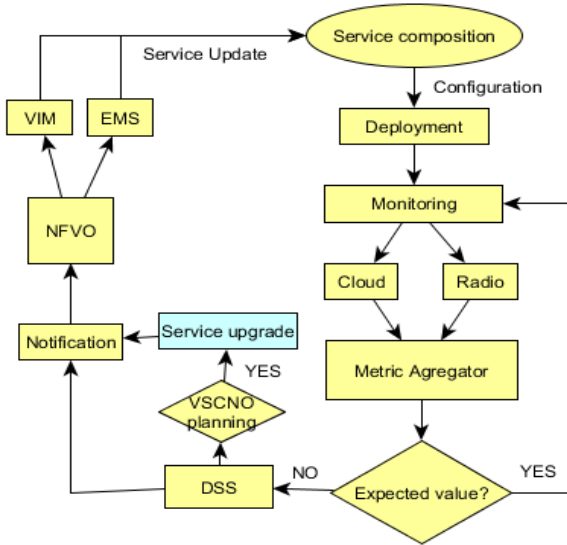 Service composition
Service Update
Configuration
VIM
EMS
Deployment
Monitoring
NFVO
Cloud
Radio
Service upgrade
Notification
Metric Agregator
YES
VSCNO
planning
NO
YES
DSS
Expected value?